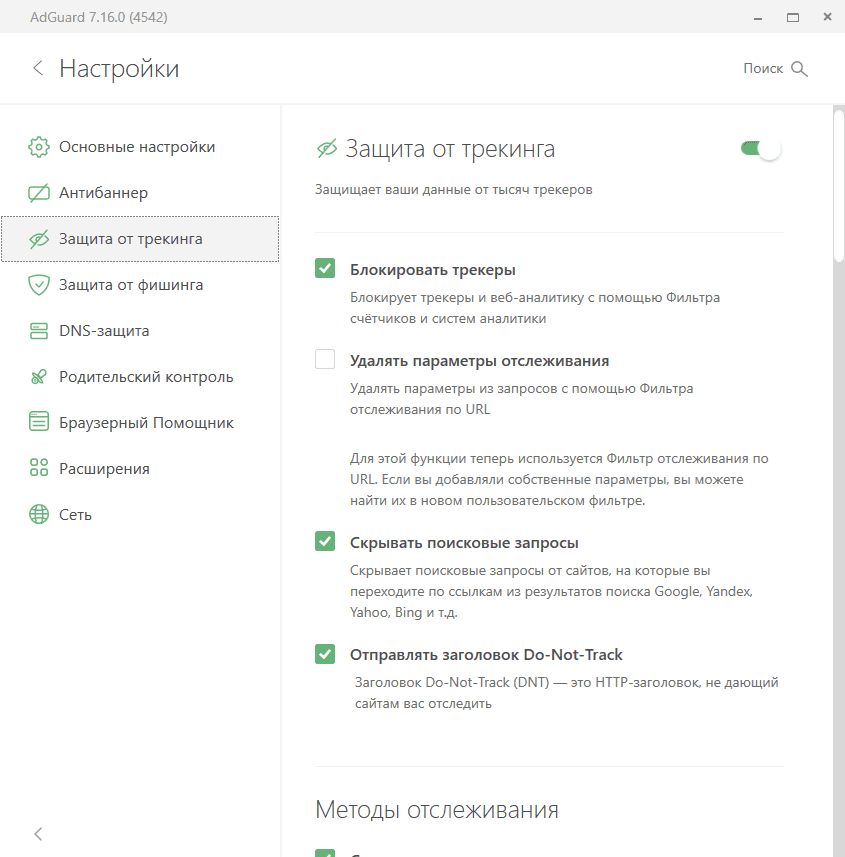 AdGuard 7.16.0 (4542)
Настройки
Поиск
Основные настройки
Антибаннер
Защита от трекинга
Защита от фишинга
DNS-защита
Родительский контроль
Браузерный Помощник
Расширения
Сеть
Защита от трекинга
Защищает ваши данные от тысяч трекеров
Блокировать трекеры
Блокирует трекеры и веб-аналитику с помощью Фильтра
счётчиков и систем аналитики
Удалять параметры отслеживания
Удалять параметры из запросов с помощью Фильтра
отслеживания по URL
Для этой функции теперь используется Фильтр отслеживания по
URL. Если вы добавляли собственные параметры, вы можете
найти их в новом пользовательском фильтре.
Скрывать поисковые запросы
Скрывает поисковые запросы от сайтов, на которые вы
переходите по ссылкам из результатов поиска Google, Yandex,
Yahoo, Bing и т.д.
Отправлять заголовок Do-Not-Track
Заголовок Do-Not-Track (DNT) — это HTTP-заголовок, не дающий
сайтам вас отследить
Методы отслеживания